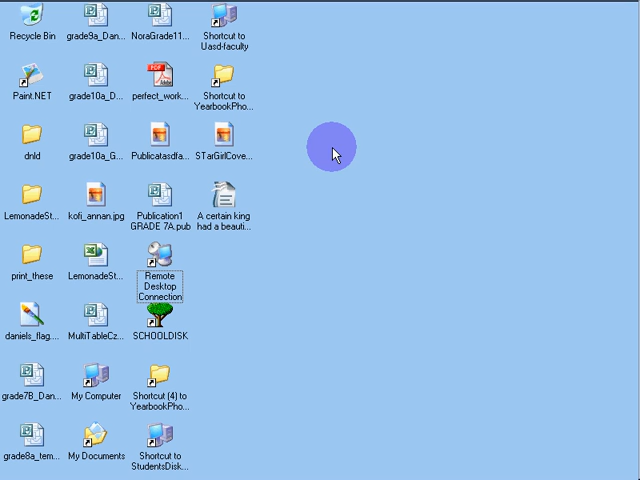 Recycle Bin
grade9a_Dan...
NoraGrade11...
Shortcut to
Uasd-faculty
Paint.NET
grade10a_D...
PDF
perfect_work...
Shortcut to
YearbookPho...
dnld
grade10a_G...
Publicatasdfa...
STarGirlCove...
LemonadeSt...
kofi_annan.jpg
Publication1
GRADE 7A.pub
A certain king
had a beauti...
print_these
LemonadeSt...
Remote
Desktop
Connection
daniels_flag....
MultiTableCz...
SCHOOLDISK
grade7B_Dan...
My Computer
Shortcut (4) to
YearbookPho...
grade8a_tem...
My Documents
Shortcut to
StudentsDisk...